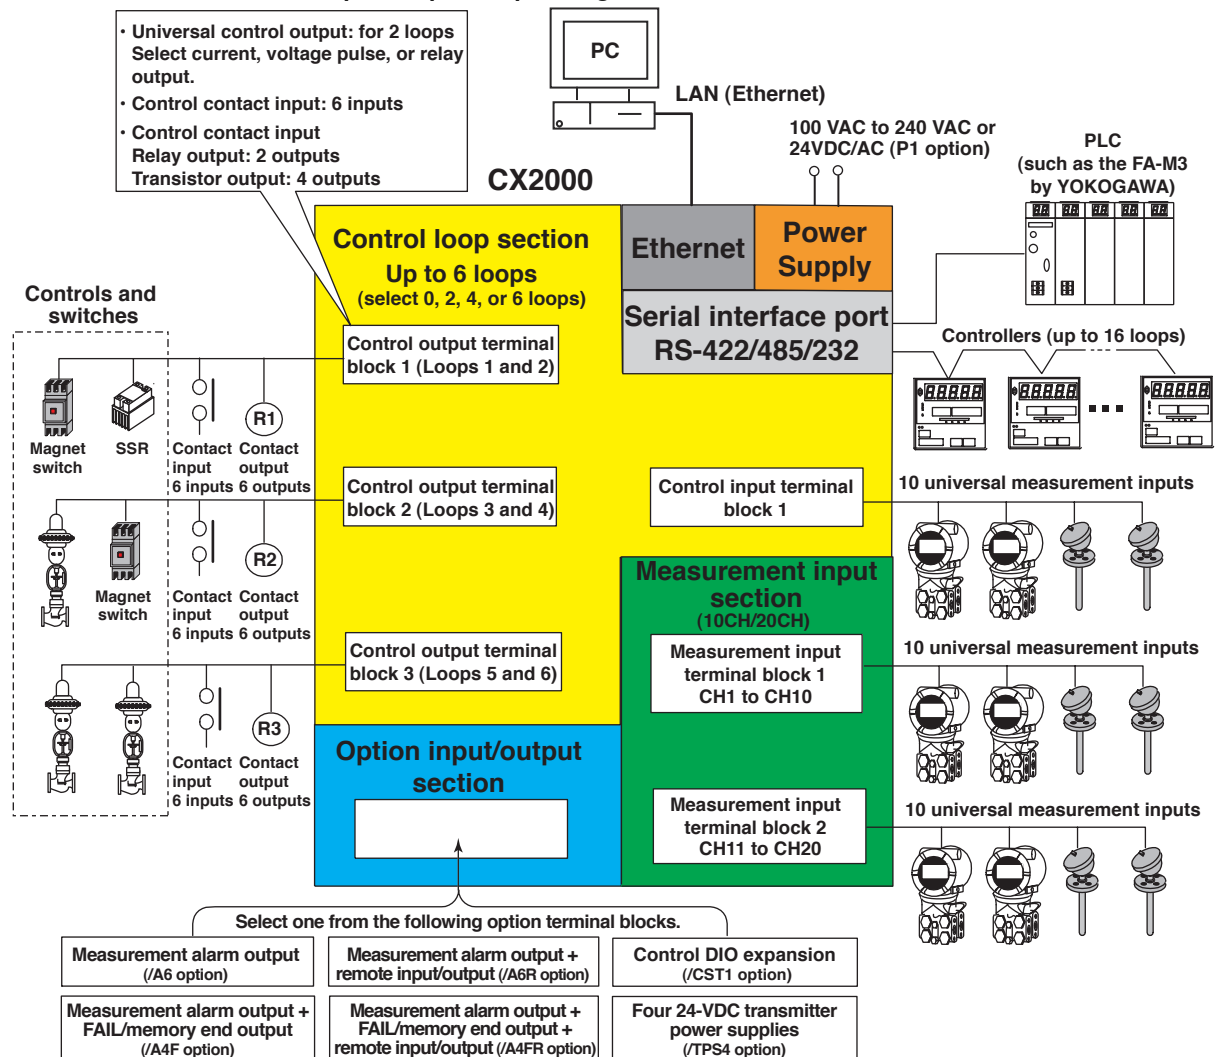 · Universal control output: for 2 loops
Select current, voltage pulse, or relay
output.
· Control contact input: 6 inputs
· Control contact input
Relay output: 2 outputs
Transistor output: 4 outputs
PC
LAN (Ethernet)
100 VAC to 240 VAC or
24VDC/AC (P1 option)
PLC
(such as the FA-M3
by YOKOGAWA)
CX2000
Control loop section
Up to 6 loops
(select 0, 2, 4, or 6 loops)
Ethernet
Power
Supply
Serial interface port
RS-422/485/232
Controllers (up to 16 loops)
Controls and
switches
Control output terminal
block 1 (Loops 1 and 2)
R1
Magnet
switch
SSR
Contact
input
6 inputs
Contact
output
6 outputs
Control output terminal
block 2 (Loops 3 and 4)
R2
Magnet
switch
Contact
input
6 inputs
Contact
output
6 outputs
Control input terminal
block 1
10 universal measurement inputs
Measurement input
section
(10CH/20CH)
Control output terminal
block 3 (Loops 5 and 6)
R3
Contact
input
6 inputs
Contact
output
6 outputs
Measurement input
terminal block 1
CH1 to CH10
10 universal measurement inputs
Option input/output
section
Measurement input
terminal block 2
CH11 to CH20
10 universal measurement inputs
Select one from the following option terminal blocks.
Measurement alarm output
(/A6 option)
Measurement alarm output +
remote input/output (/A6R option)
Control DIO expansion
(/CST1 option)
Measurement alarm output +
FAIL/memory end output
(/A4F option)
Measurement alarm output +
FAIL/memory end output +
remote input/output (/A4FR option)
Four 24-VDC transmitter
power supplies
(/TPS4 option)